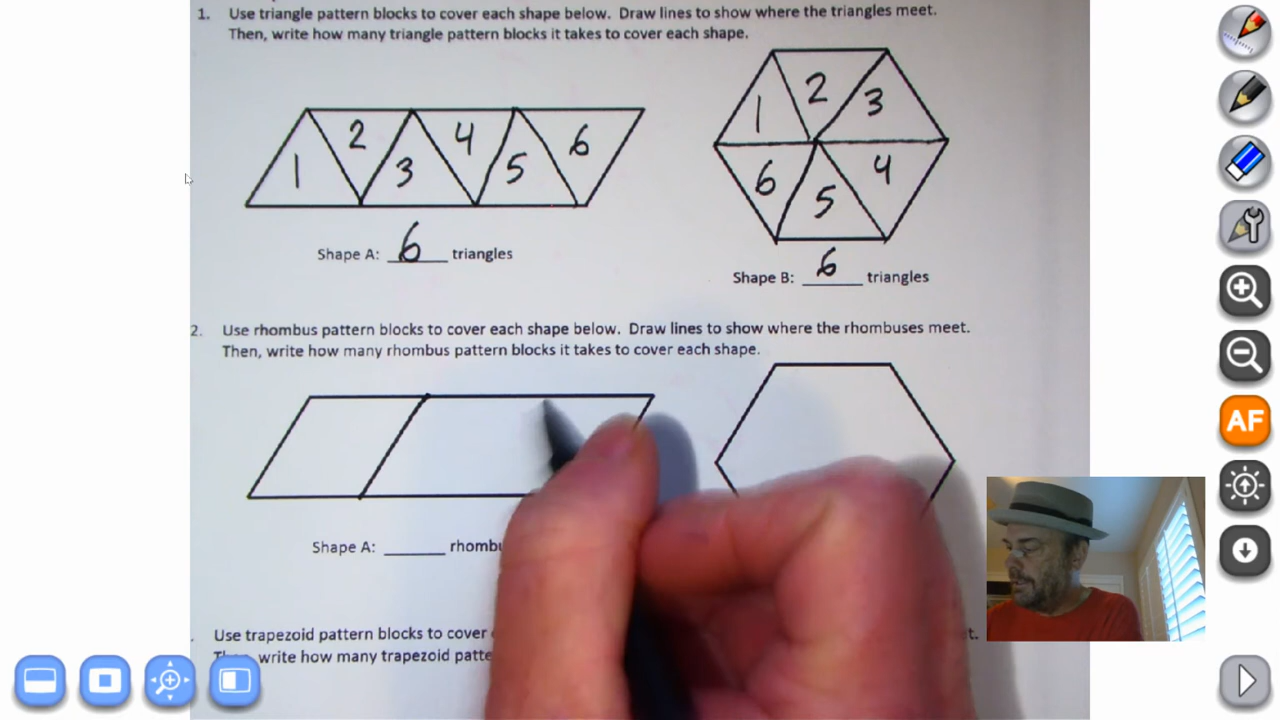 1. Use triangle pattern blocks to cover each shape below. Draw lines to show where the triangles meet.
Then, write how many triangle pattern blocks it takes to cover each shape.
1 2 3 4 5 6
1 2 3
6 5 4
Shape A: 6 triangles
Shape B: 6 triangles
2. Use rhombus pattern blocks to cover each shape below. Draw lines to show where the rhombuses meet.
Then, write how many rhombus pattern blocks it takes to cover each shape.
Shape A: ______ rhombu
Use trapezoid pattern blocks to cover
write how many trapezoid patte
AF